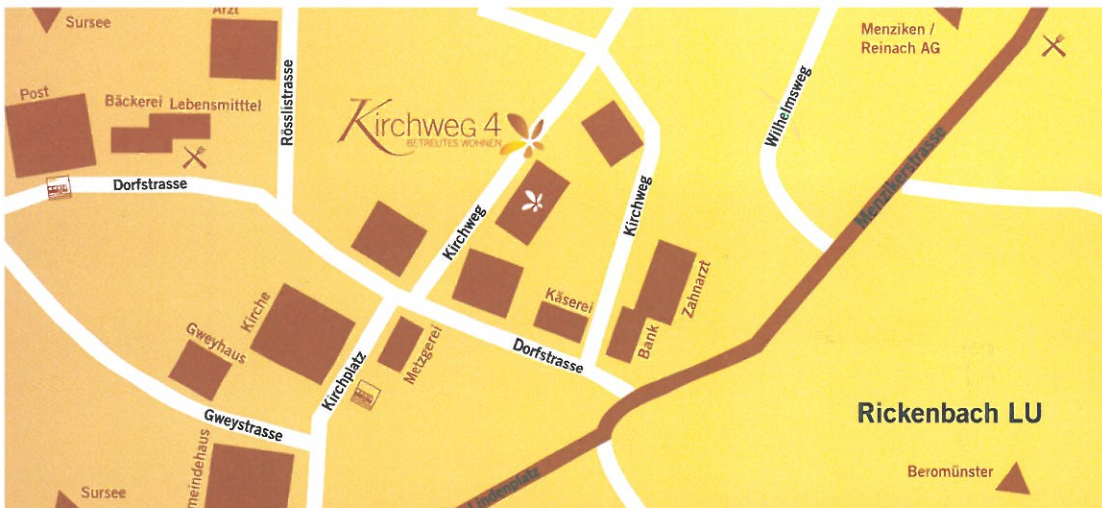 Sursee
Arzt
Menziken /
Reinach AG
Post
Bäckerei
Lebensmitttel
Rösslistrasse
Kirchweg 4
BETREUTES WOHNEN
Wilhelmsweg
Dorfstrasse
Menzikerstrasse
Kirchweg
Kirchweg
Zahnarzt
Käserei
Kirche
Gweyhaus
Metzgerei
Bank
Dorfstrasse
Kirchplatz
Rickenbach LU
Gweystrasse
meindehaus
Lindenplatz
Beromünster
Sursee